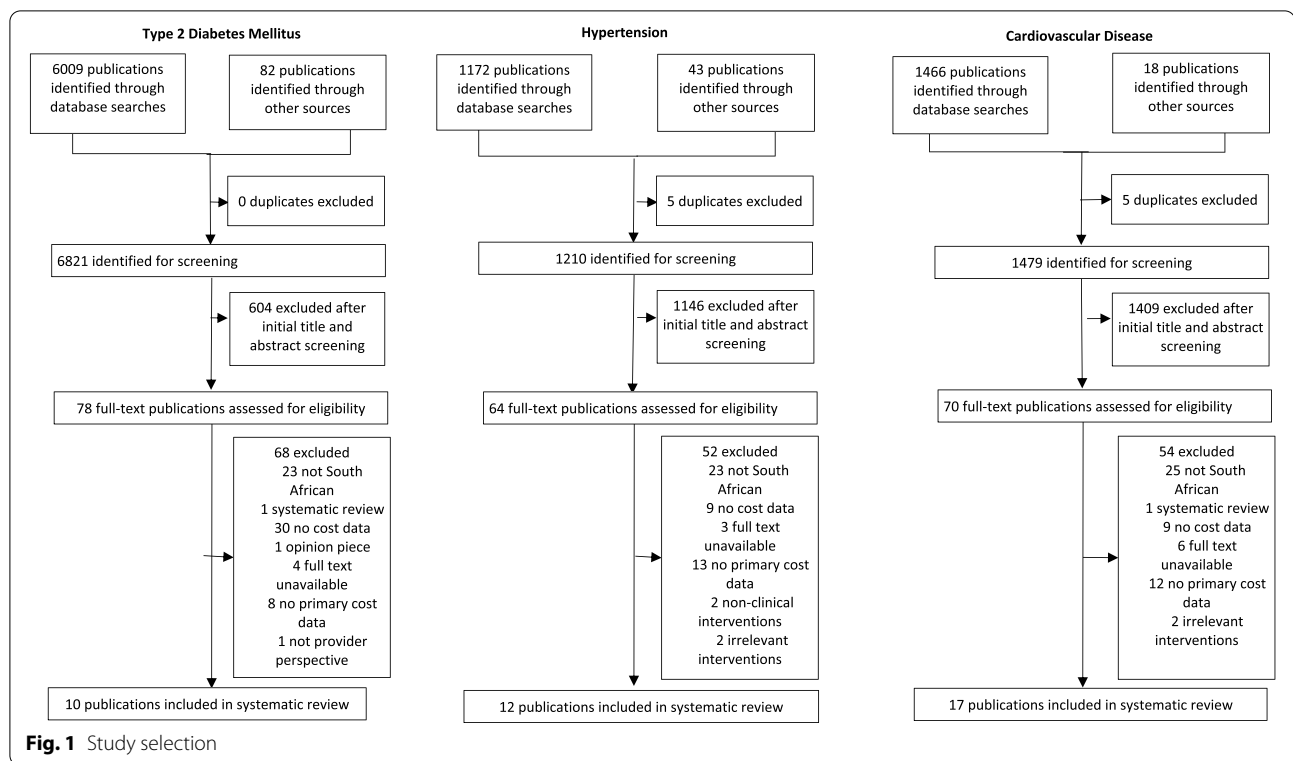 Type 2 Diabetes Mellitus
6009 publications
identified through
database searches
82 publications
identified through
other sources
0 duplicates excluded
6821 identified for screening
604 excluded after
initial title and
abstract screening
78 full-text publications assessed for eligibility
68 excluded
23 not South
African
1 systematic review
30 no cost data
1 opinion piece
4 full text
unavailable
8 no primary cost
data
1 not provider
perspective
10 publications included in systematic review
Hypertension
1172 publications
identified through
database searches
43 publications
identified through
other sources
5 duplicates excluded
1210 identified for screening
1146 excluded after
initial title and abstract
screening
64 full-text publications assessed for eligibility
52 excluded
23 not South
African
9 no cost data
3 full text
unavailable
13 no primary cost
data
2 non-clinical
interventions
2 irrelevant
interventions
12 publications included in systematic review
Cardiovascular Disease
1466 publications
identified through
database searches
18 publications
identified through
other sources
5 duplicates excluded
1479 identified for screening
1409 excluded after
initial title and abstract
screening
70 full-text publications assessed for eligibility
54 excluded
25 not South
African
1 systematic review
9 no cost data
6 full text
unavailable
12 no primary cost
data
2 irrelevant
interventions
17 publications included in systematic review
Fig. 1 Study selection